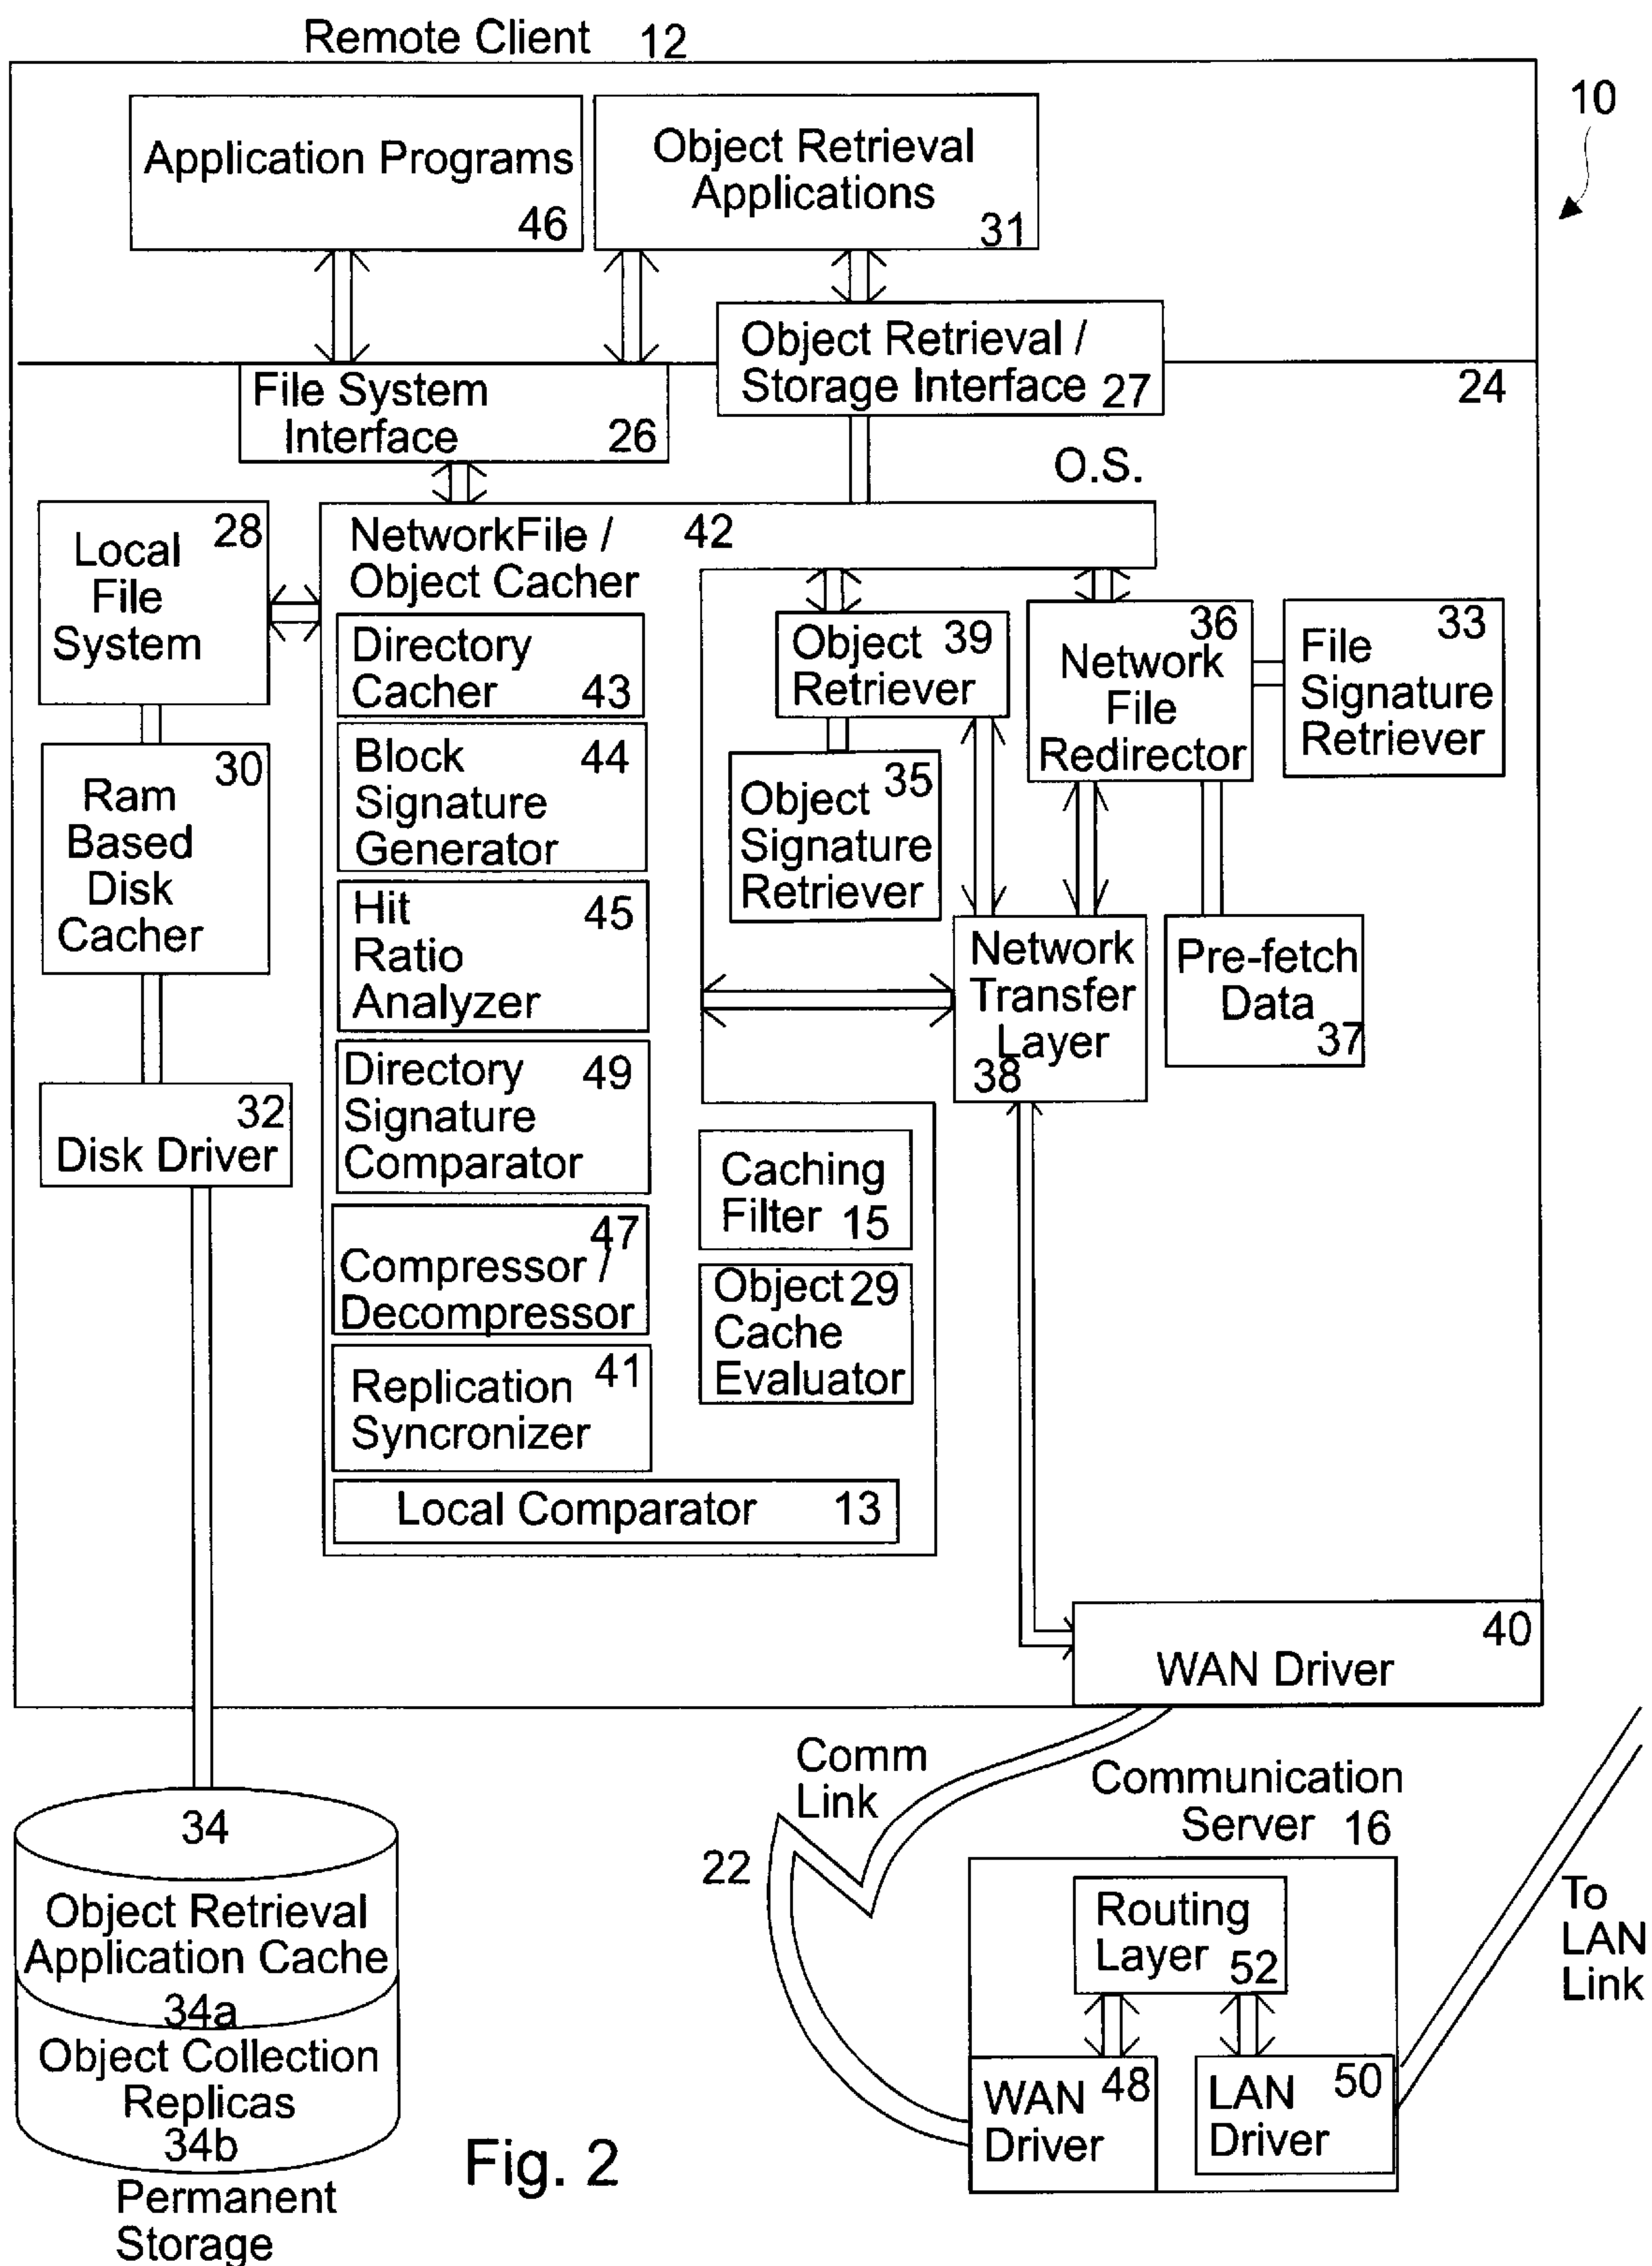 Remote Client 12
10
Application Programs
46
Object Retrieval
Applications
31
Object Retrieval /
Storage Interface 27
24
File System
Interface 26
O.S.
28
Local
File
System
NetworkFile / 42
Object Cacher
Directory
Cacher 43
Block 44
Signature
Generator
Hit 45
Ratio
Analyzer
Directory 49
Signature
Comparator
47
Compressor /
Decompressor
Replication 41
Syncronizer
Local Comparator 13
Caching
Filter 15
Object 29
Cache
Evaluator
Object 39
Retriever
Object 35
Signature
Retriever
36
Network
File
Redirector
File 33
Signature
Retriever
Network
Transfer
Layer
38
Pre-fetch
Data
37
30
Ram
Based
Disk
Cacher
32
Disk Driver
40
WAN Driver
34
Object Retrieval
Application Cache
34a
Object Collection
Replicas
34b
Permanent
Storage
Comm
Link
22
Communication
Server 16
Routing
Layer 52
WAN 48
Driver
LAN 50
Driver
To
LAN
Link
Fig. 2